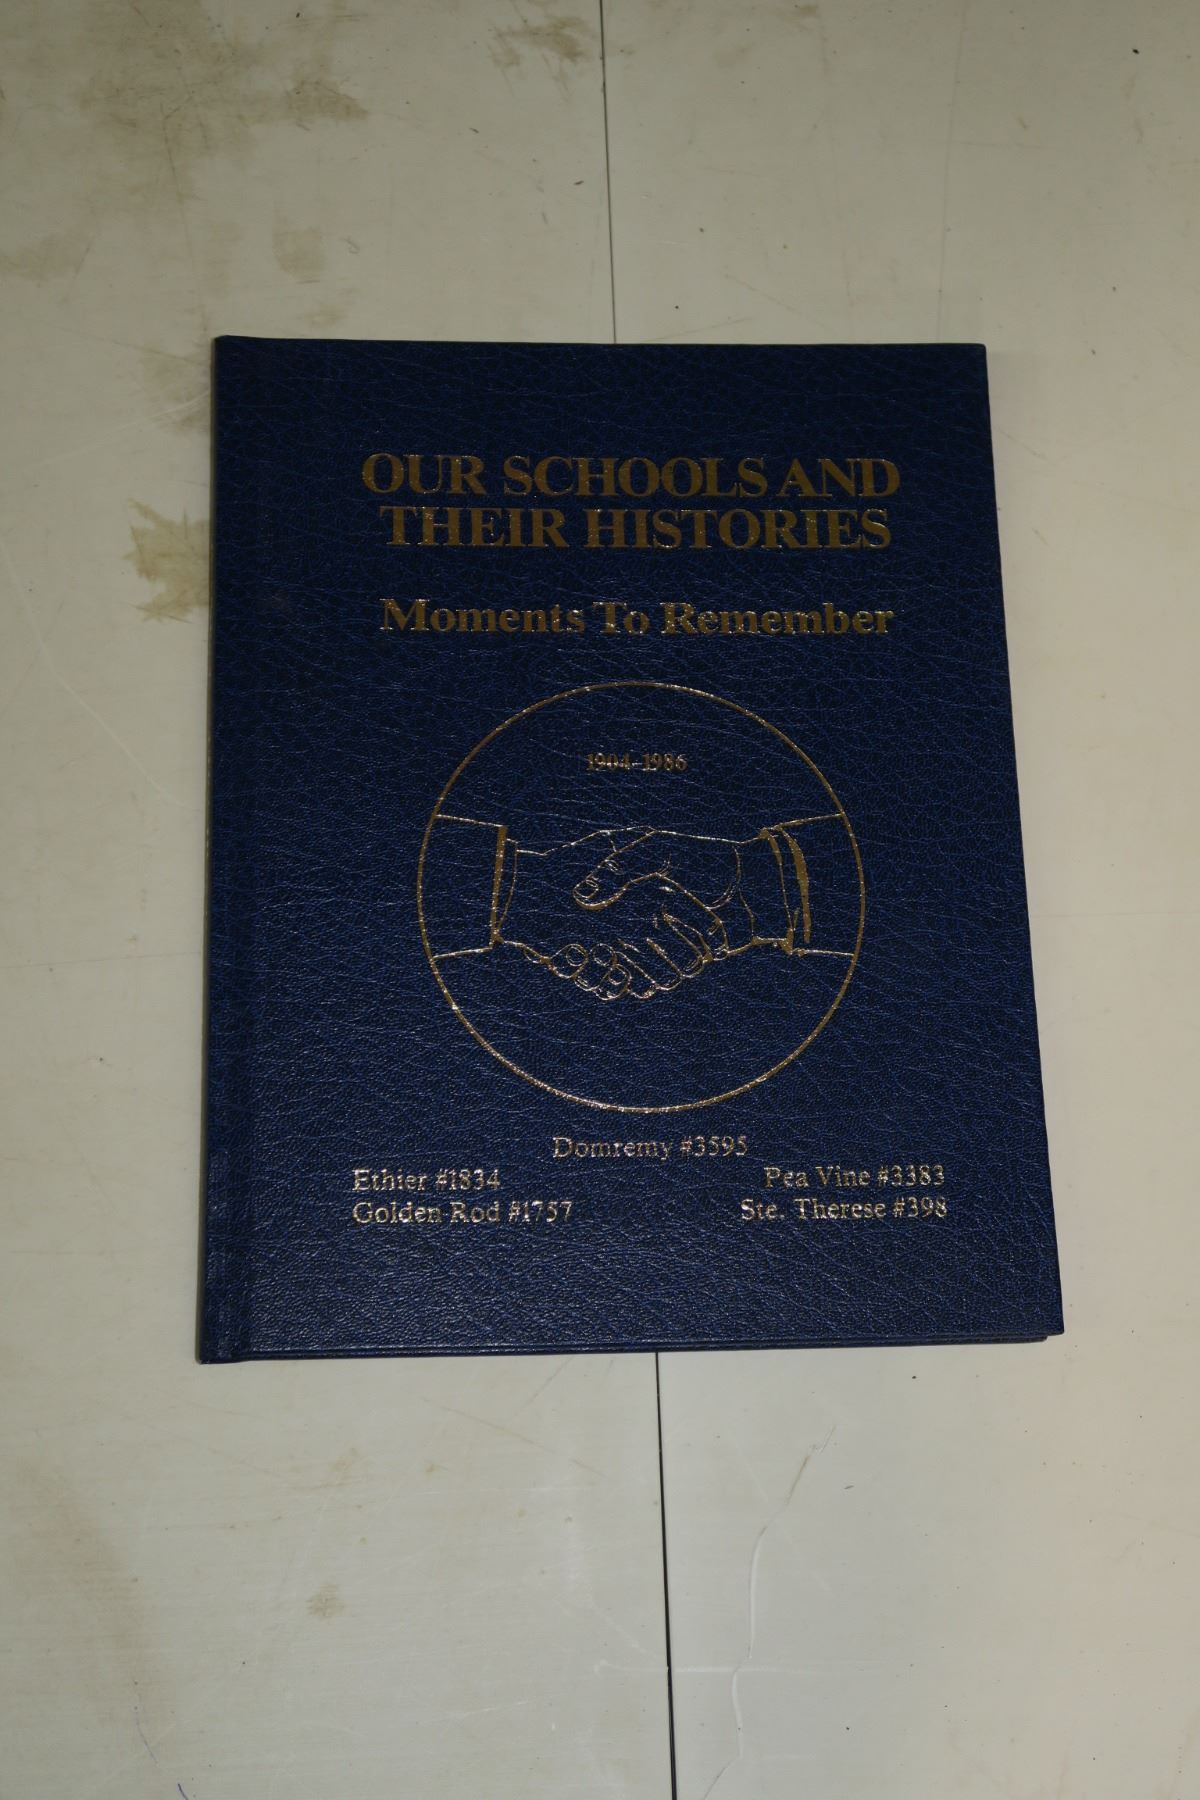 OUR SCHOOLS AND
THEIR HISTORIES
Moments To Remember
1904-1986
Domremy #3595
Ethier #1834
Pea Vine #3383
Golden Rod #1757
Ste. Therese #398